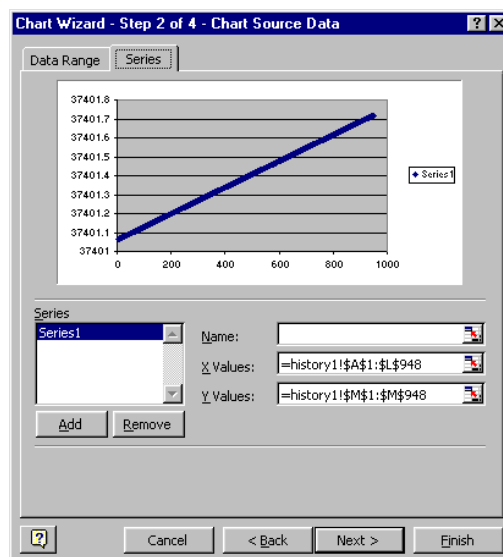 Chart Wizard - Step 2 of 4 - Chart Source Data
Data Range
Series
37401.8
37401.7
37401.6
37401.5
37401.4
37401.3
37401.2
37401.1
37401
0 200 400 600 800 1000
Series1
Series
Series1
Name:
X Values:
=history1!$A$1:$L$948
Y Values:
=history1!$M$1:$M$948
Add
Remove
Cancel
< Back
Next >
Finish